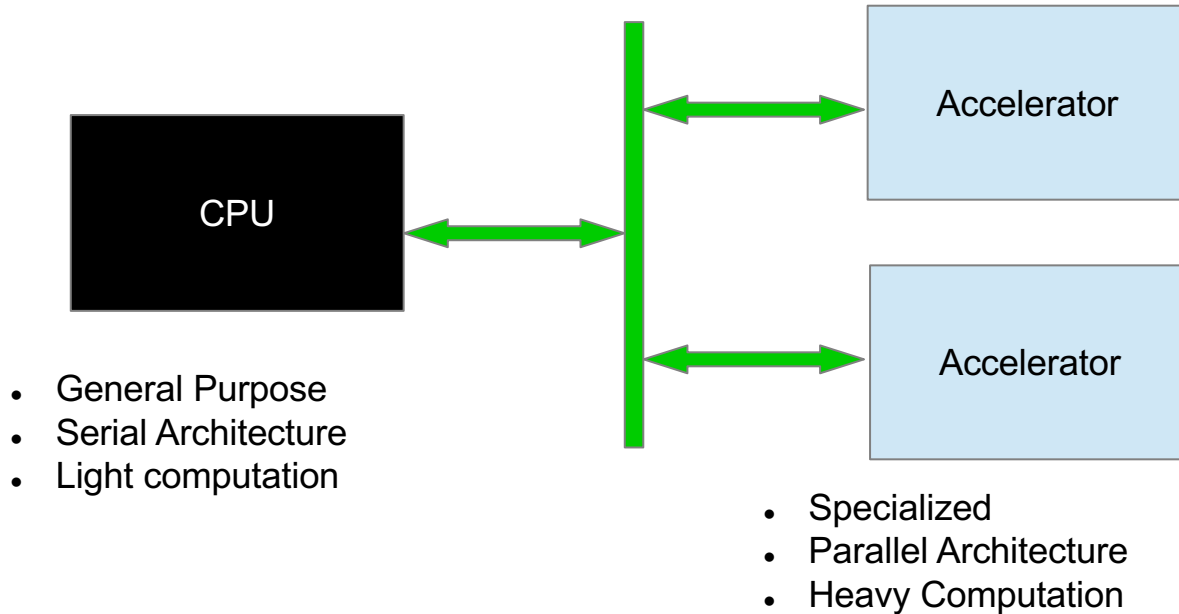 Accelerator
CPU
Accelerator
• General Purpose
• Serial Architecture
• Light computation
• Specialized
• Parallel Architecture
• Heavy Computation